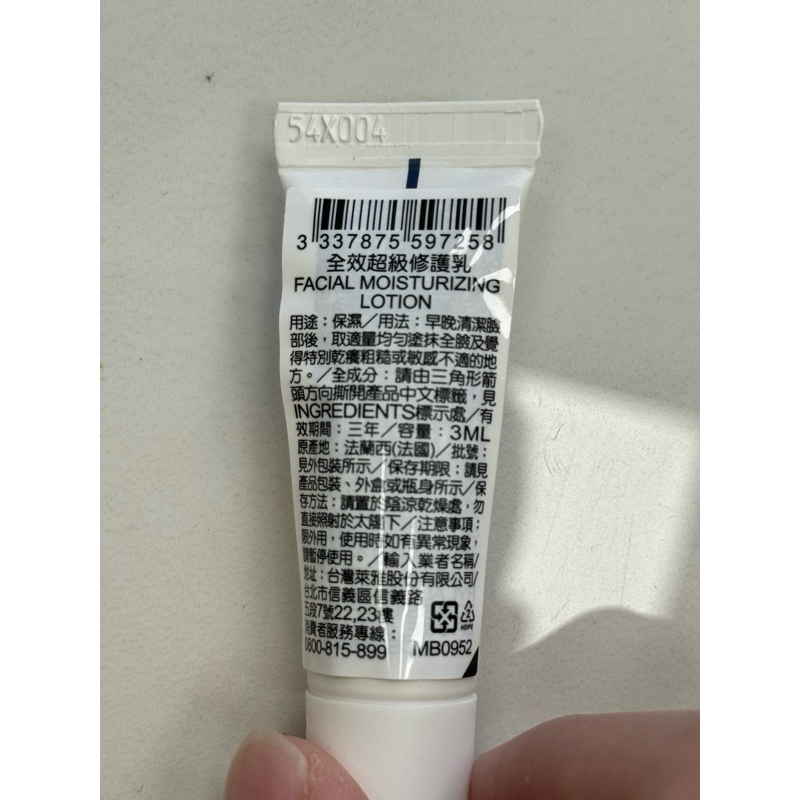 54X004
3 337875 597258
全效超級修護乳
FACIAL MOISTURIZING
LOTION
用途：保濕／用法：早晚清潔臉
部後，取適量均勻塗抹全臉及覺
得特別乾癢粗糙或敏感不適的地
方。／全成分：請由三角形箭
頭方向撕開產品中文標籤，見
INGREDIENTS標示處／有
效期間：三年／容量：3ML
原產地：法蘭西(法國)／批號：
見外包裝所示／保存期限：請見
產品包裝、外盒或瓶身所示／保
存方法：請置於陰涼乾燥處，勿
直接照射於太陽下／注意事項：
限外用，使用時如有異常現象，
請暫停使用。／輸入業者名稱/
地址：台灣萊雅股份有限公司/
台北市信義區信義路
五段7號22,23樓
消費者服務專線：
0800-815-899 MB0952
HDPE